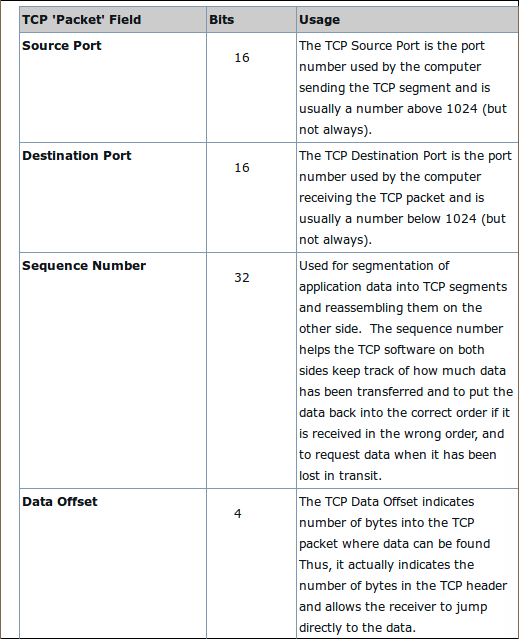 TCP 'Packet' Field Bits Usage
Source Port 16 The TCP Source Port is the port
number used by the computer
sending the TCP segment and is
usually a number above 1024 (but
not always).
Destination Port 16 The TCP Destination Port is the port
number used by the computer
receiving the TCP packet and is
usually a number below 1024 (but
not always).
Sequence Number 32 Used for segmentation of
application data into TCP segments
and reassembling them on the
other side.  The sequence number
helps the TCP software on both
sides keep track of how much data
has been transferred and to put the
data back into the correct order if it
is received in the wrong order, and
to request data when it has been
lost in transit.
Data Offset 4 The TCP Data Offset indicates
number of bytes into the TCP
packet where data can be found
Thus, it actually indicates the
number of bytes in the TCP header
and allows the receiver to jump
directly to the data.